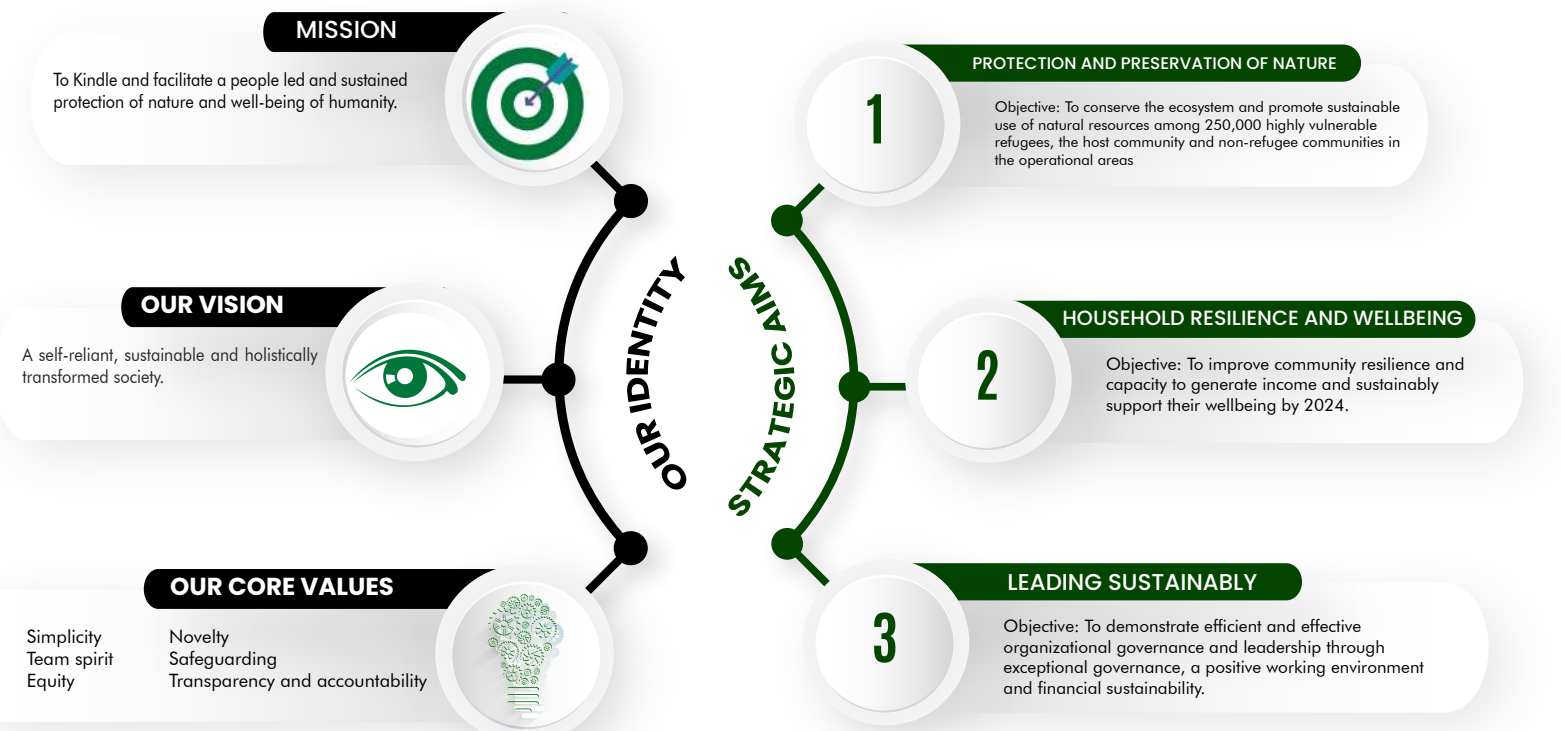 MISSION
To Kindle and facilitate a people led and sustained
protection of nature and well-being of humanity.
OUR VISION
A self-reliant, sustainable and holistically
transformed society.
OUR CORE VALUES
Simplicity
Team spirit
Equity
Novelty
Safeguarding
Transparency and accountability
OUR IDENTITY
STRATEGIC AIMS
1
PROTECTION AND PRESERVATION OF NATURE
Objective: To conserve the ecosystem and promote sustainable
use of natural resources among 250,000 highly vulnerable
refugees, the host community and non-refugee communities in
the operational areas
2
HOUSEHOLD RESILIENCE AND WELLBEING
Objective: To improve community resilience and
capacity to generate income and sustainably
support their wellbeing by 2024.
3
LEADING SUSTAINABLY
Objective: To demonstrate efficient and effective
organizational governance and leadership through
exceptional governance, a positive working environment
and financial sustainability.